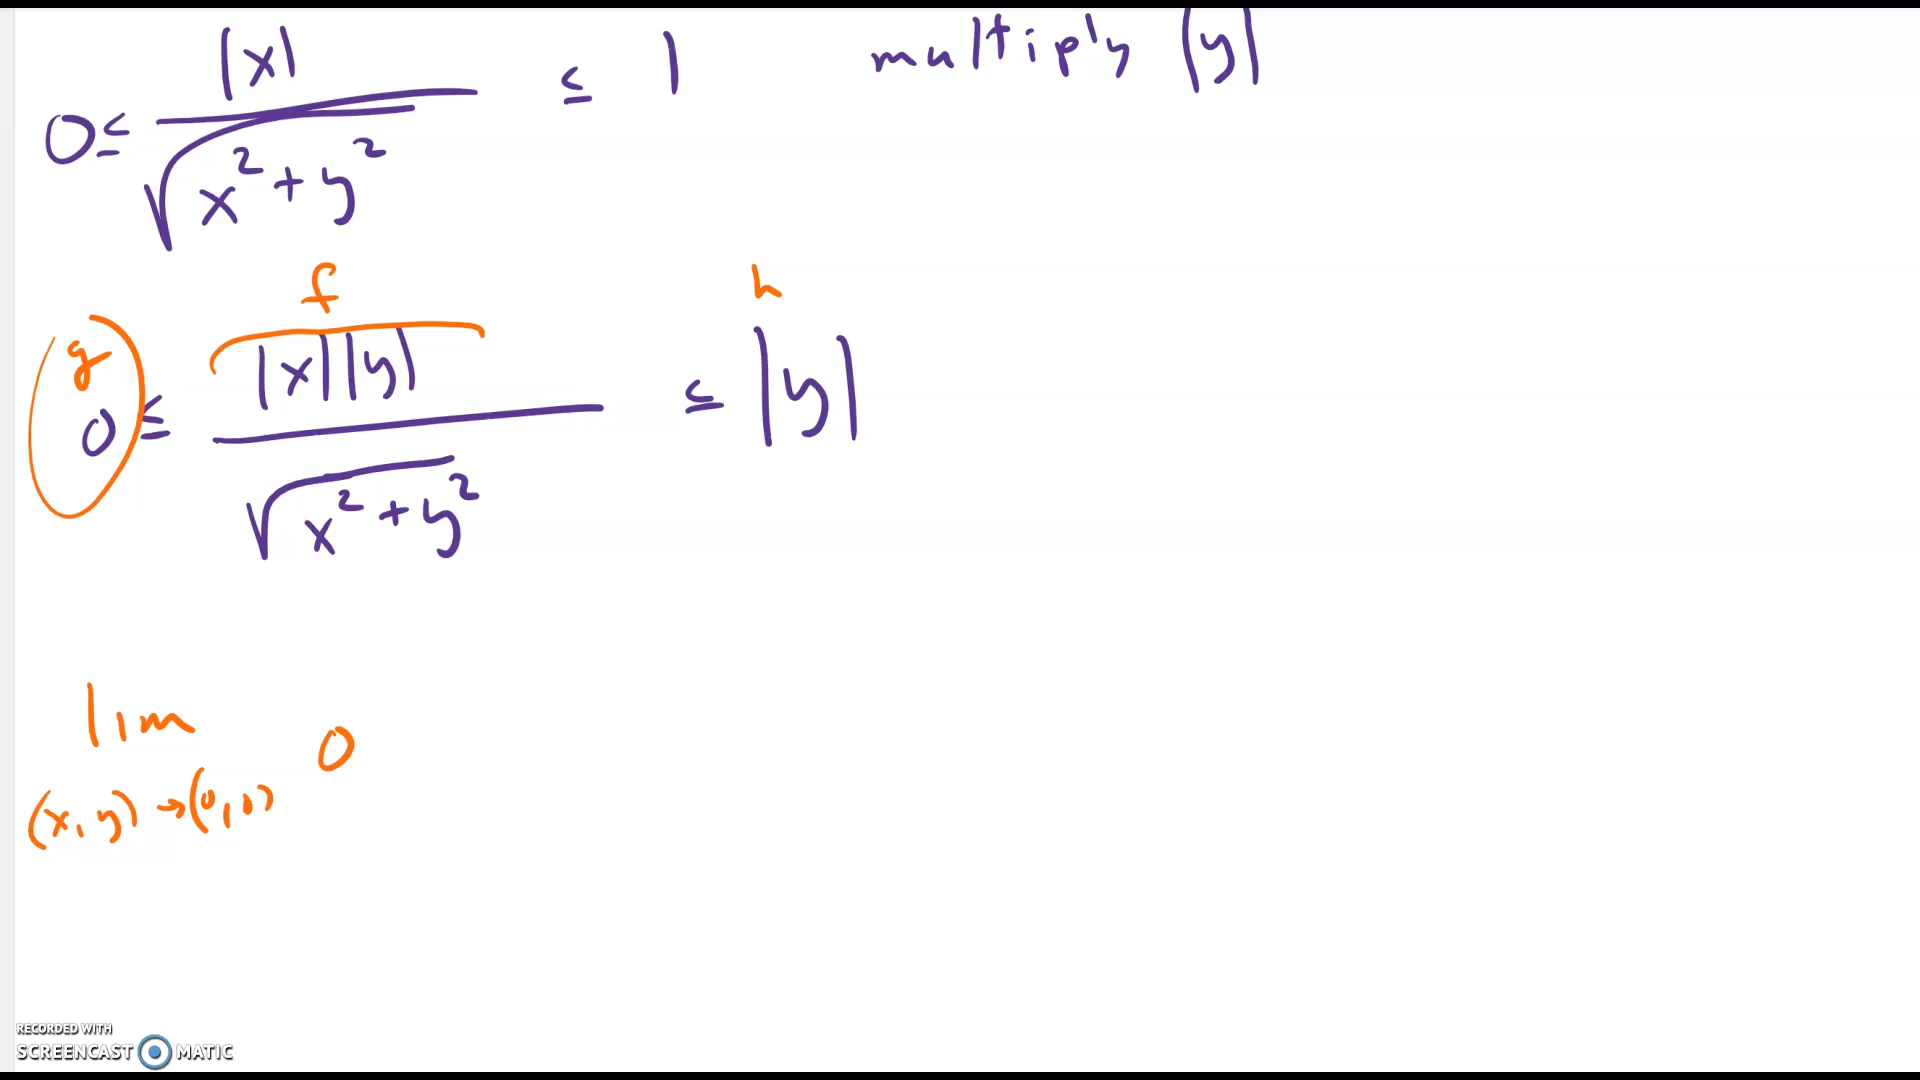 0 ≤ |x| / √(x² + y²) ≤ 1 multiply |y|
f h
g
0 ≤ |x||y| / √(x² + y²) ≤ |y|
lim 0
(x, y) → (0, 0)
RECORDED WITH
SCREENCAST MATIC